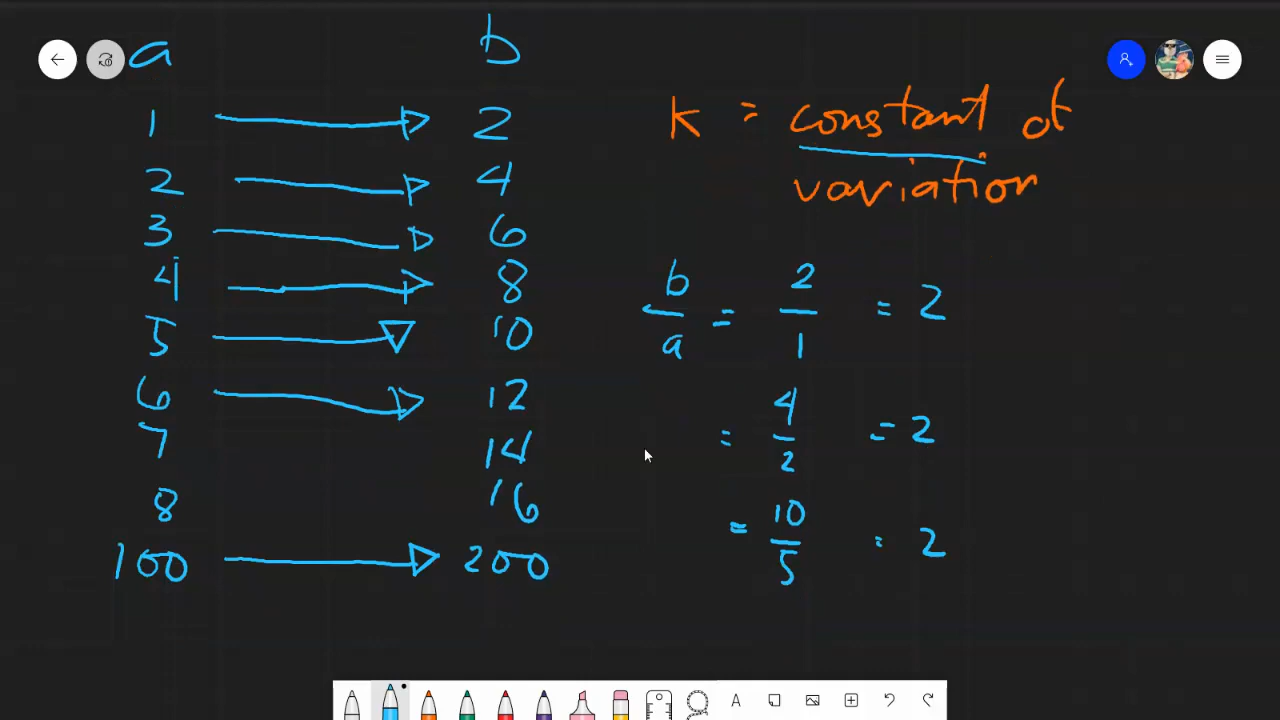 a b
1 2
2 4
3 6
4 8
5 10
6 12
7 14
8 16
100 200
K = constant of
variation
b/a = 2/1 = 2
= 4/2 = 2
= 10/5 = 2
A